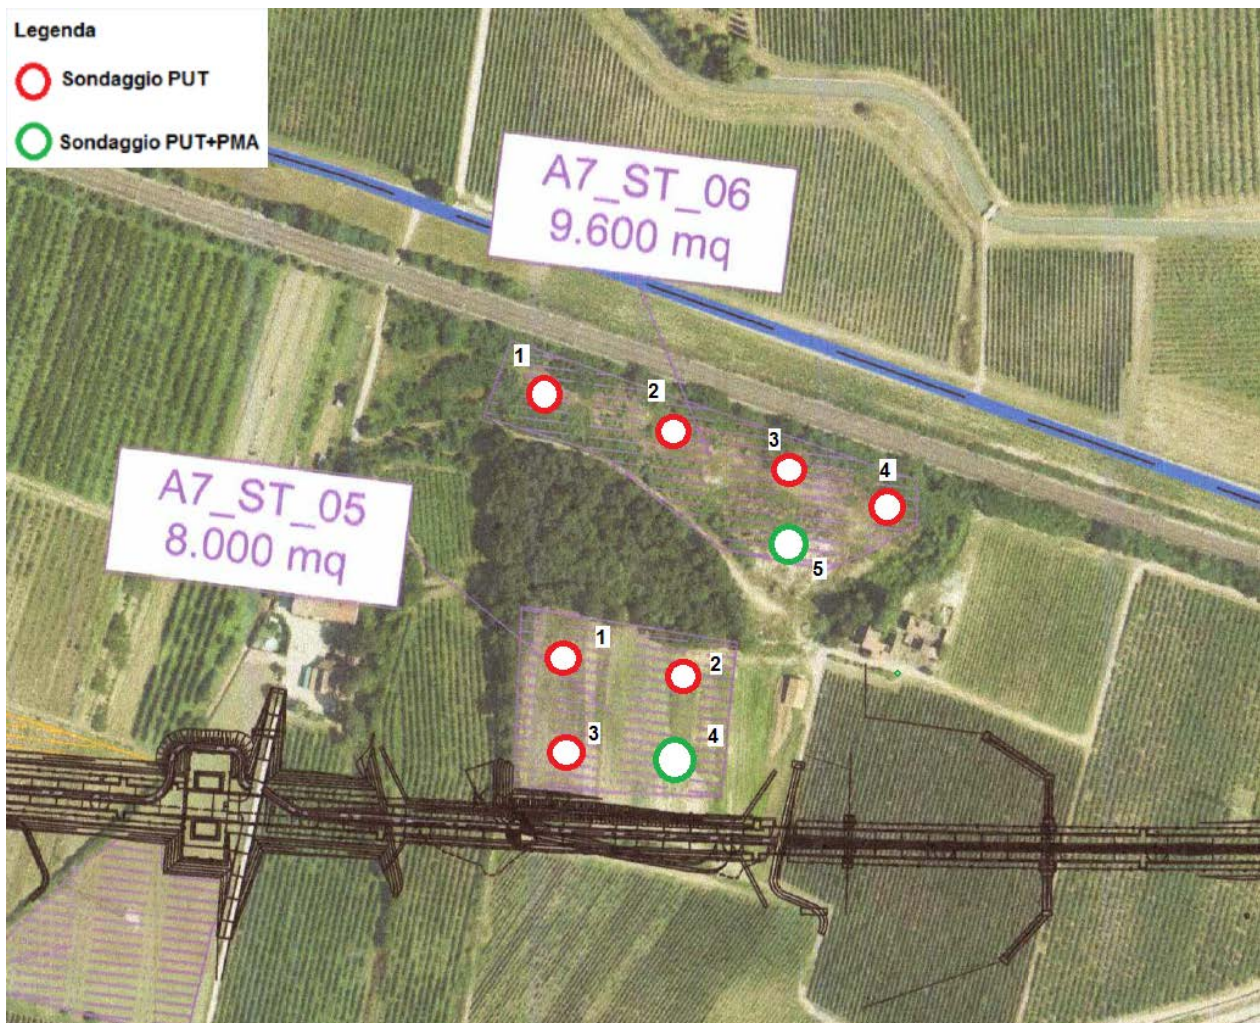 Legenda
Sondaggio PUT
Sondaggio PUT+PMA
A7_ST_06
9.600 mq
1
2
3
4
5
A7_ST_05
8.000 mq
1
2
3
4